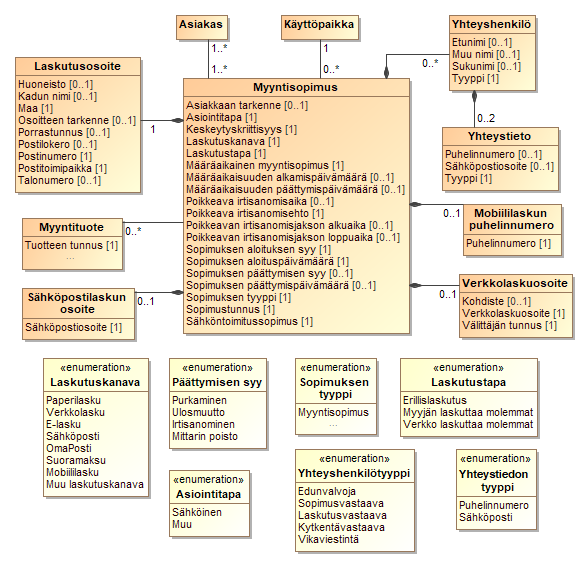 Asiakas
Käyttöpaikka
1..*
1..*
1
0..*
Yhteyshenkilö
Etunimi [0..1]
Muu nimi [0..1]
Sukunimi [0..1]
Tyyppi [1]
0..*
0..2
Yhteystieto
Puhelinnumero [0..1]
Sähköpostiosoite [0..1]
Tyyppi [1]
Laskutusosoite
Huoneisto [0..1]
Kadun nimi [0..1]
Maa [1]
Osoitteen tarkenne [0..1]
Porrastunnus [0..1]
Postilokero [0..1]
Postinumero [1]
Postitoimipaikka [1]
Talonumero [0..1]
1
Myyntisopimus
Asiakkaan tarkenne [0..1]
Asiointitapa [1]
Keskeytyskriittisyys [1]
Laskutuskanava [1]
Laskutustapa [1]
Määräaikainen myyntisopimus [1]
Määräaikaisuuden alkamispäivämäärä [0..1]
Määräaikaisuuden päättymispäivämäärä [0..1]
Poikkeava irtisanomisaika [0..1]
Poikkeava irtisanomisehto [0..1]
Poikkeavan irtisanomisjakson alkuaika [0..1]
Poikkeavan irtisanomisjakson loppuaika [0..1]
Sopimuksen aloituksen syy [1]
Sopimuksen aloituspäivämäärä [1]
Sopimuksen päättymisen syy [0..1]
Sopimuksen päättymispäivämäärä [0..1]
Sopimuksen tyyppi [1]
Sopimustunnus [1]
Sähköntoimitussopimus [1]
Myyntituote
Tuotteen tunnus [1]
...
0..*
Sähköpostilaskun
osoite
Sähköpostiosoite [1]
0..1
Mobiililaskun
puhelinnumero
Puhelinnumero [1]
0..1
Verkkolaskuosoite
Kohdiste [0..1]
Verkkolaskuosoite [1]
Välittäjän tunnus [1]
0..1
«enumeration»
Laskutuskanava
Paperilasku
Verkkolasku
E-lasku
Sähköposti
OmaPosti
Suoramaksu
Mobiililasku
Muu laskutuskanava
«enumeration»
Päättymisen syy
Purkaminen
Ulosmuutto
Irtisanominen
Mittarin poisto
«enumeration»
Sopimuksen
tyyppi
Myyntisopimus
...
«enumeration»
Laskutustapa
Erillislaskutus
Myyjän laskuttaa molemmat
Verkko laskuttaa molemmat
«enumeration»
Asiointitapa
Sähköinen
Muu
«enumeration»
Yhteyshenkilötyyppi
Edunvalvoja
Sopimusvastaava
Laskutusvastaava
Kytkentävastaava
Vikaviestintä
«enumeration»
Yhteystiedon
tyyppi
Puhelinnumero
Sähköposti